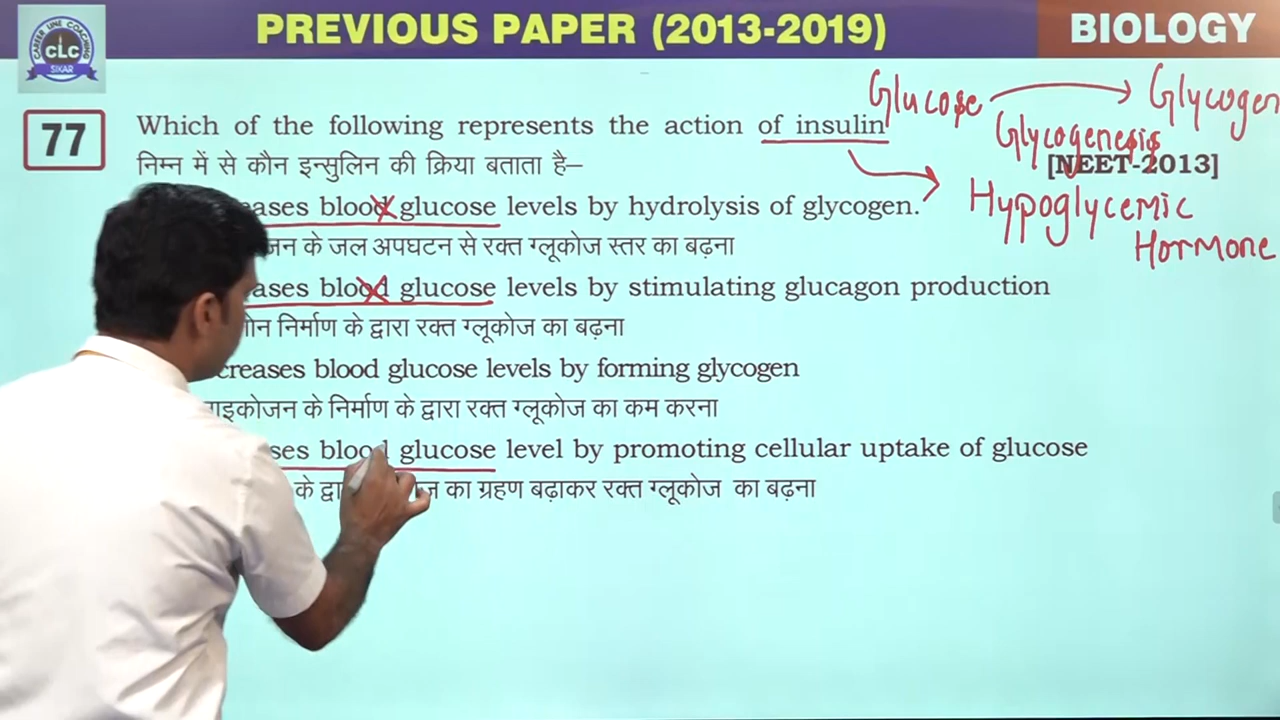 PREVIOUS PAPER (2013-2019)
BIOLOGY
CAREER LINE COACHING
CLC
SIKAR
Glucose Glycogen
77
Which of the following represents the action of insulin
Glycogenesis
निम्न में से कौन इन्सुलिन की क्रिया बताता है–
[NEET-2013]
ases blood glucose levels by hydrolysis of glycogen.
Hypoglycemic
Hormone
जन के जल अपघटन से रक्त ग्लूकोज स्तर का बढ़ना
ases blood glucose levels by stimulating glucagon production
गोन निर्माण के द्वारा रक्त ग्लूकोज का बढ़ना
creases blood glucose levels by forming glycogen
ाइकोजन के निर्माण के द्वारा रक्त ग्लूकोज का कम करना
ses blood glucose level by promoting cellular uptake of glucose
के ज का ग्रहण बढ़ाकर रक्त ग्लूकोज का बढ़ना